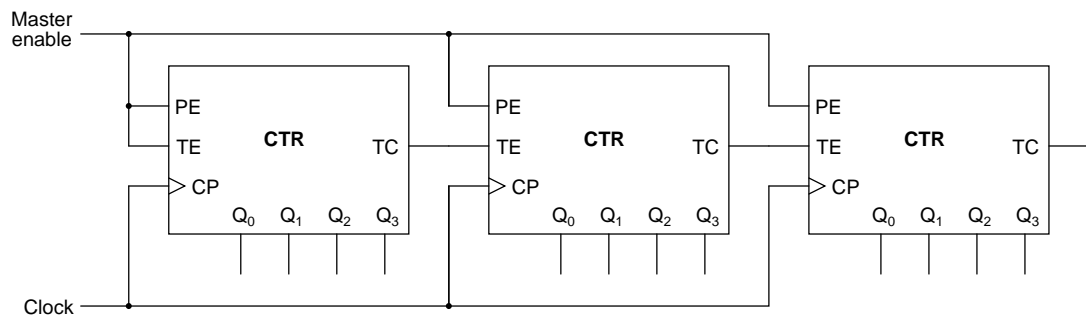 Master
enable
PE
TE
CTR
TC
CP
Q₀ Q₁ Q₂ Q₃
PE
TE
CTR
TC
CP
Q₀ Q₁ Q₂ Q₃
PE
TE
CTR
TC
CP
Q₀ Q₁ Q₂ Q₃
Clock